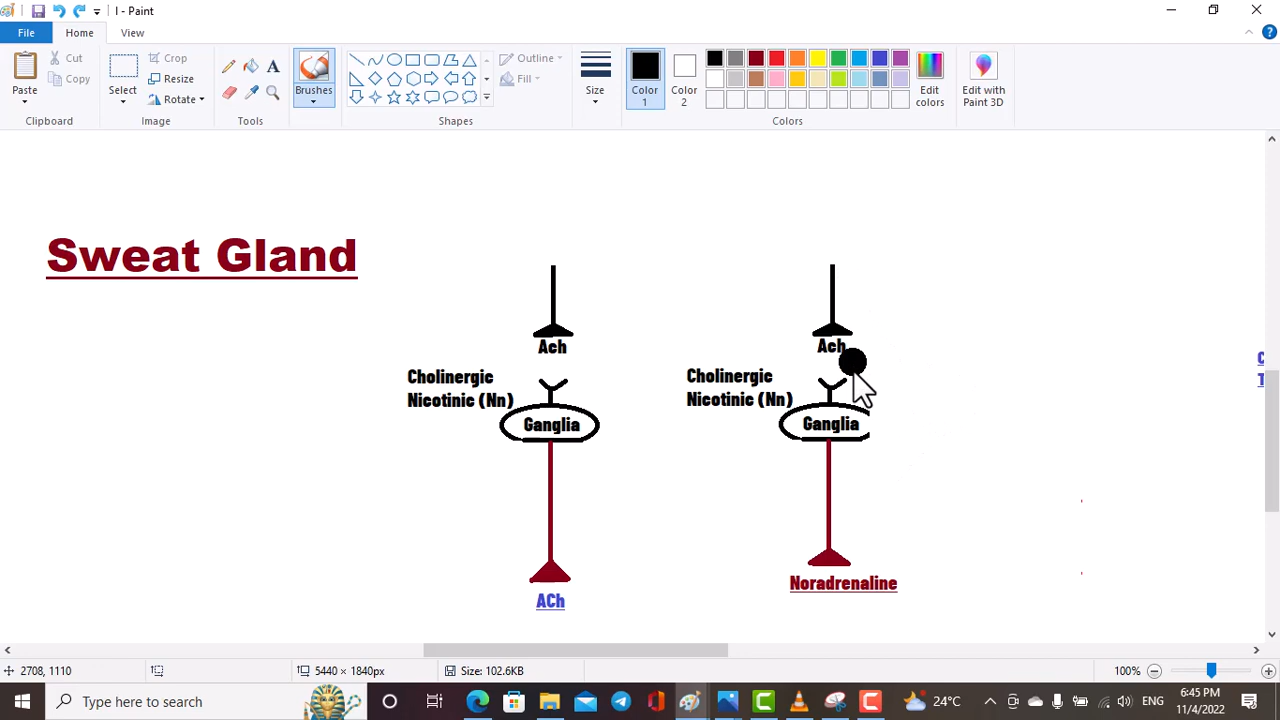 I - Paint
File
Home
View
Paste
Cut
Copy
Clipboard
Select
Crop
Resize
Rotate
Image
Tools
Brushes
Outline
Fill
Shapes
Size
Color 1
Color 2
Edit colors
Edit with Paint 3D
Colors
Sweat Gland
Ach
Ach
Cholinergic
Nicotinic (Nn)
Cholinergic
Nicotinic (Nn)
Ganglia
Ganglia
Noradrenaline
ACh
2708, 1110
5440 × 1840px
Size: 102.6KB
100%
Type here to search
24°C
ENG
6:45 PM
11/4/2022